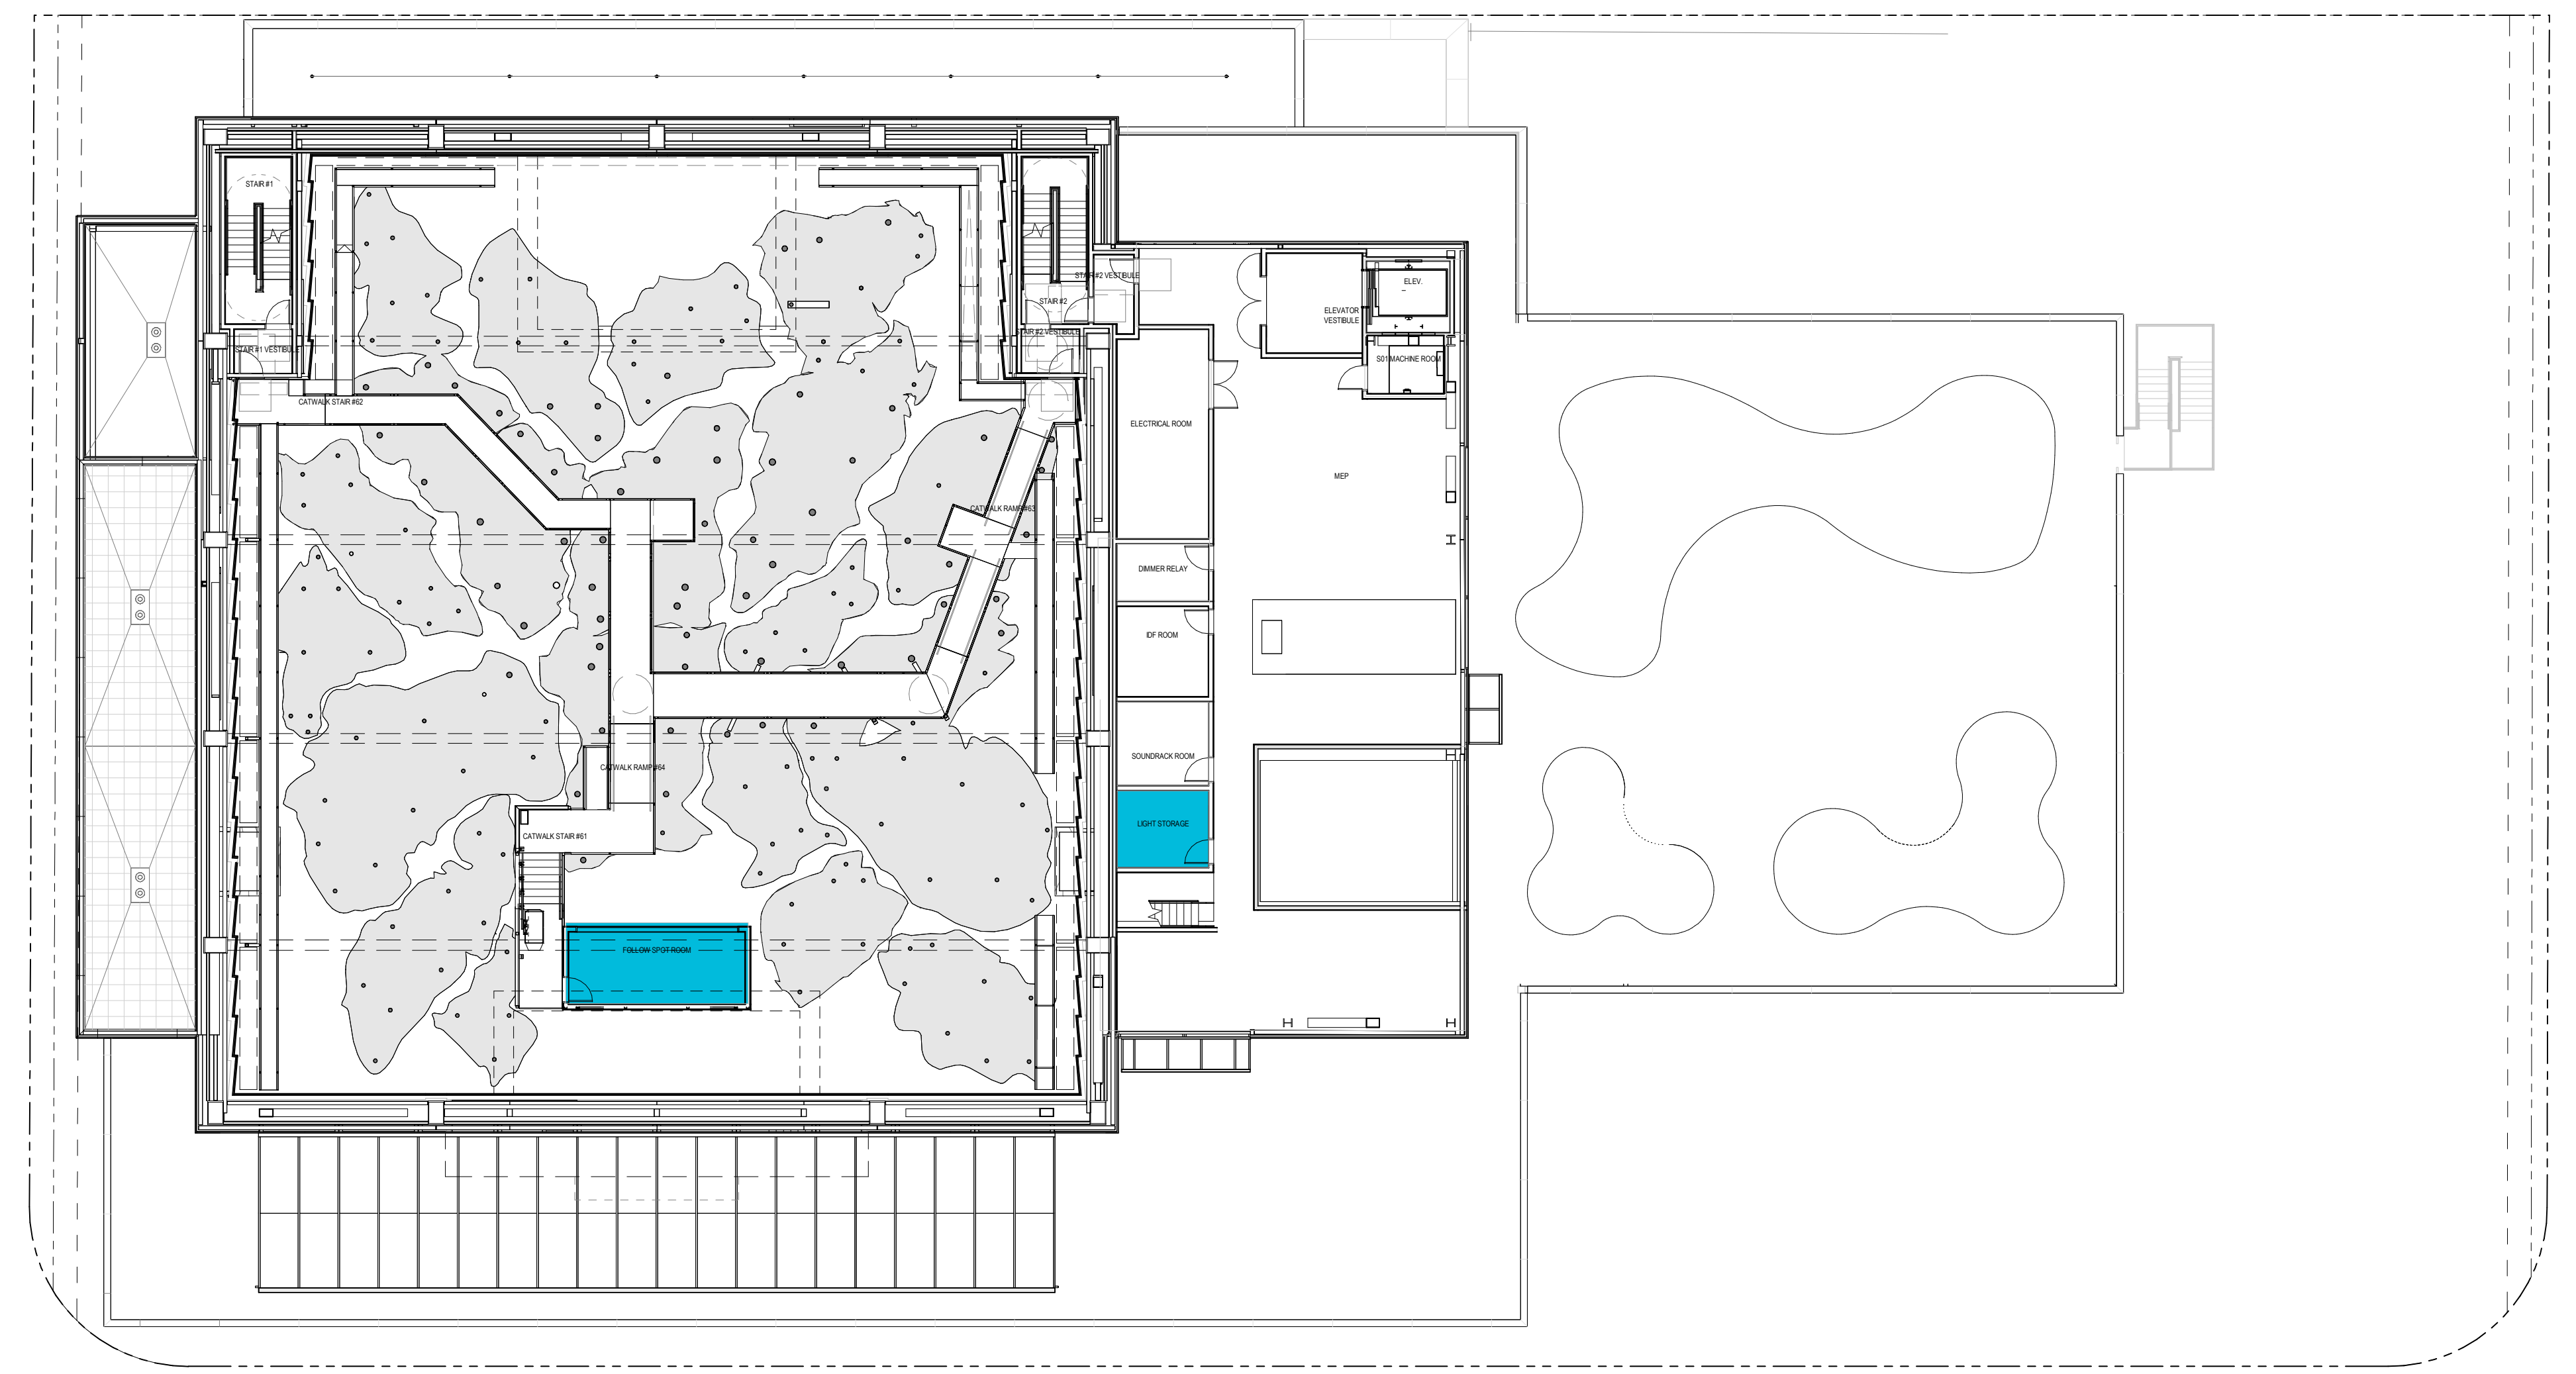 STAIR #1
STAIR #2 VESTIBULE
ELEV.
STAIR #2
ELEVATOR
VESTIBULE
STAIR #2 VESTIBULE
STAIR #1 VESTIBULE
S01 MACHINE ROOM
CATWALK STAIR #62
ELECTRICAL ROOM
MEP
CATWALK RAMP #63
DIMMER RELAY
IDF ROOM
SOUNDRACK ROOM
CATWALK RAMP #64
LIGHT STORAGE
CATWALK STAIR #61
FOLLOW SPOT ROOM